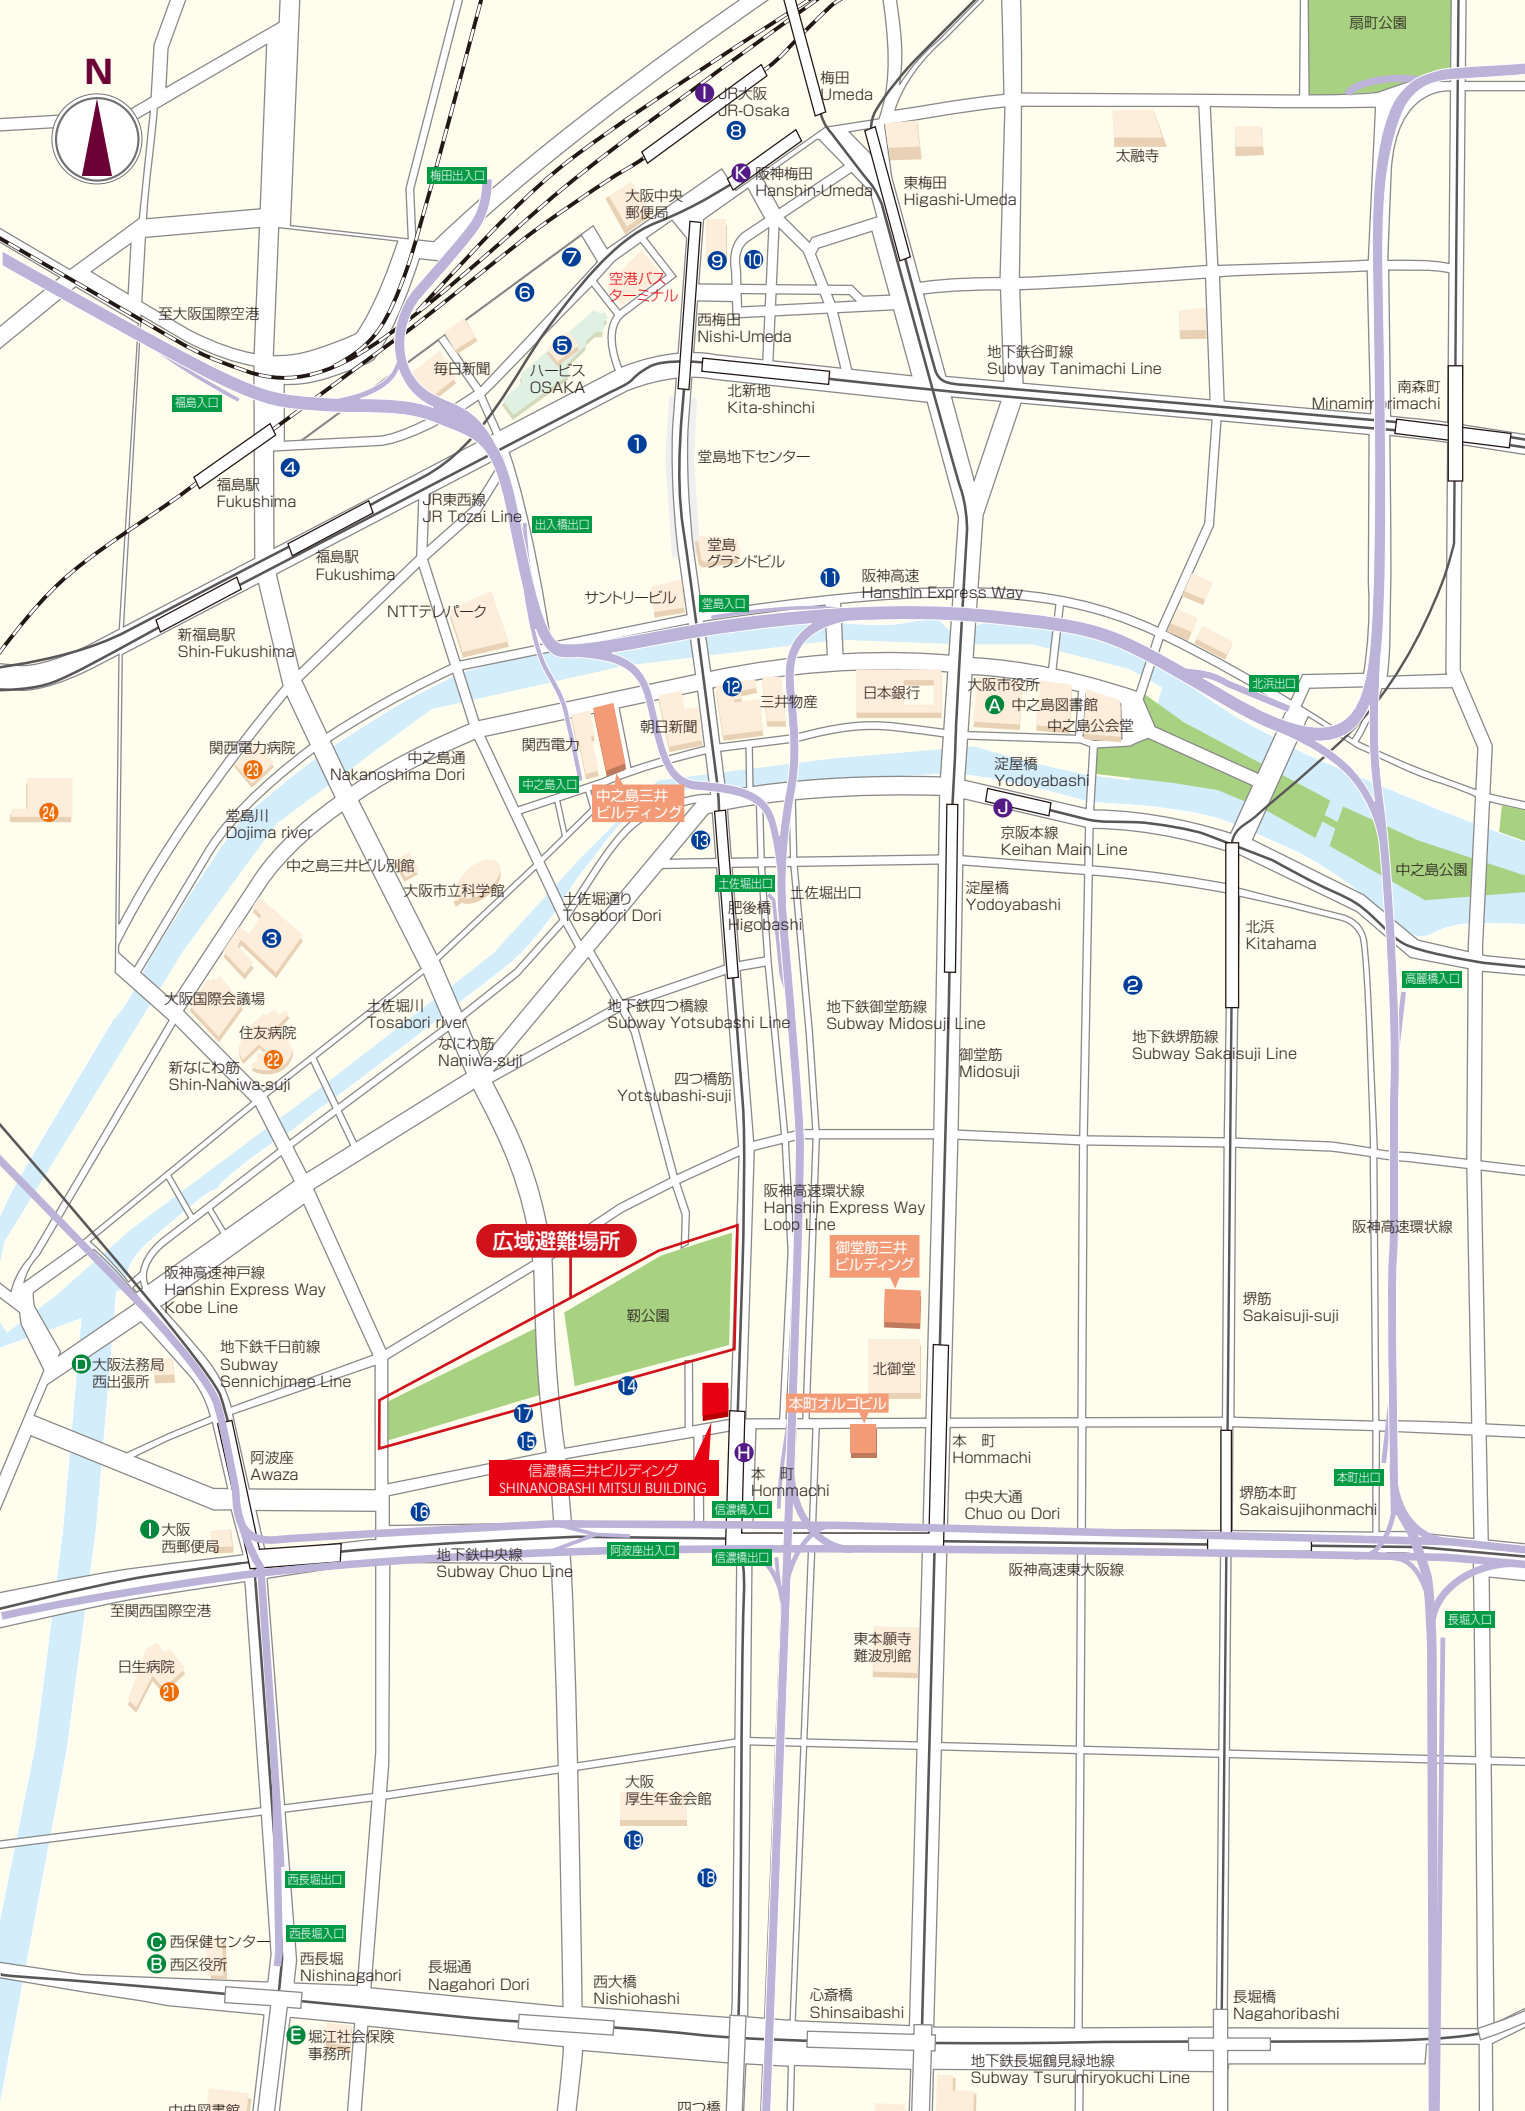 扇町公園
N
梅田
Umeda
I
JR大阪
JR-Osaka
8
太融寺
梅田出入口
K
阪神梅田
Hanshin-Umeda
東梅田
Higashi-Umeda
大阪中央
郵便局
7
9
10
空港バス
ターミナル
6
至大阪国際空港
西梅田
Nishi-Umeda
5
ハービス
OSAKA
毎日新聞
地下鉄谷町線
Subway Tanimachi Line
北新地
Kita-shinchi
南森町
Minamimorimachi
福島入口
1
堂島地下センター
4
福島駅
Fukushima
JR東西線
JR Tozai Line
出入橋出口
堂島
グランドビル
福島駅
Fukushima
11
阪神高速
Hanshin Express Way
サントリービル
堂島入口
NTTテレパーク
新福島駅
Shin-Fukushima
12
三井物産
日本銀行
大阪市役所
A
中之島図書館
中之島公会堂
北浜出口
朝日新聞
関西電力
関西電力病院
23
中之島通
Nakanoshima Dori
中之島入口
中之島三井
ビルディング
淀屋橋
Yodoyabashi
J
24
堂島川
Dojima river
13
京阪本線
Keihan Main Line
中之島三井ビル別館
大阪市立科学館
中之島公園
土佐堀出口
土佐堀出口
淀屋橋
Yodoyabashi
土佐堀通り
Tosabori Dori
肥後橋
Higobashi
3
北浜
Kitahama
2
高麗橋入口
大阪国際会議場
土佐堀川
Tosabori river
地下鉄四つ橋線
Subway Yotsubashi Line
地下鉄御堂筋線
Subway Midosuji Line
住友病院
22
なにわ筋
Naniwa-suji
地下鉄堺筋線
Subway Sakaisuji Line
新なにわ筋
Shin-Naniwa-suji
四つ橋筋
Yotsubashi-suji
御堂筋
Midosuji
阪神高速環状線
Hanshin Express Way
Loop Line
阪神高速環状線
広域避難場所
御堂筋三井
ビルディング
阪神高速神戸線
Hanshin Express Way
Kobe Line
靭公園
堺筋
Sakaisuji-suji
地下鉄千日前線
Subway
Sennichimae Line
D
大阪法務局
西出張所
北御堂
14
17
15
本町オルゴビル
信濃橋三井ビルディング
SHINANOBASHI MITSUI BUILDING
H
本 町
Hommachi
本 町
Hommachi
阿波座
Awaza
本町出口
堺筋本町
Sakaisujihonmachi
16
信濃橋入口
中央大通
Chuo ou Dori
I
大阪
西郵便局
阿波座出入口
信濃橋出口
地下鉄中央線
Subway Chuo Line
阪神高速東大阪線
至関西国際空港
長堀入口
東本願寺
難波別館
日生病院
21
大阪
厚生年金会館
19
18
西長堀出口
西長堀入口
C
西保健センター
B
西区役所
西長堀
Nishinagahori
長堀通
Nagahori Dori
西大橋
Nishiohashi
心斎橋
Shinsaibashi
長堀橋
Nagahoribashi
E
堀江社会保険
事務所
地下鉄長堀鶴見緑地線
Subway Tsurumiryokuchi Line
中央図書館
四つ橋